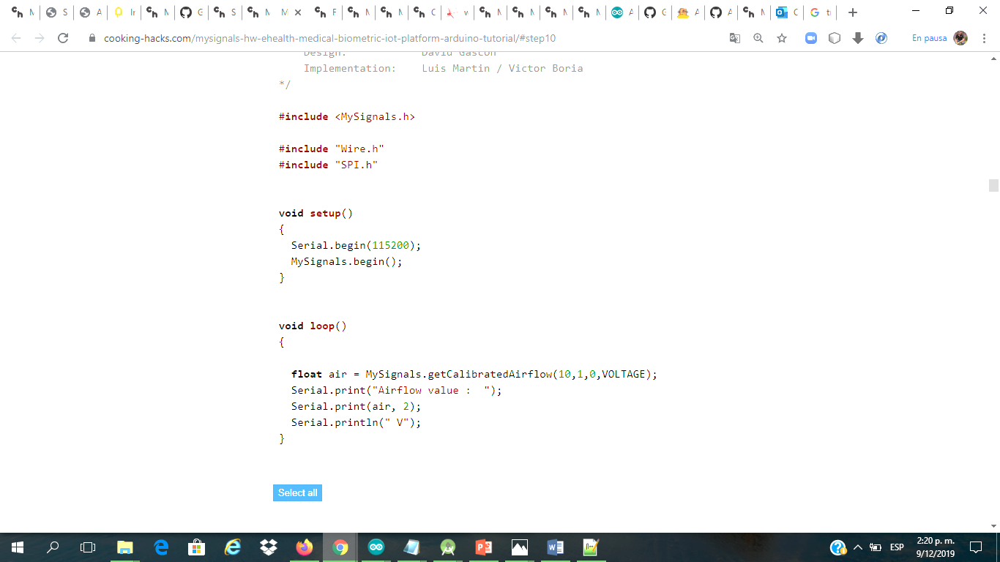 cooking-hacks.com/mysignals-hw-ehealth-medical-biometric-iot-platform-arduino-tutorial/#step10
En pausa
Design: David Gascón
Implementation: Luis Martin / Victor Boria
*/
#include <MySignals.h>
#include "Wire.h"
#include "SPI.h"
void setup()
{
Serial.begin(115200);
MySignals.begin();
}
void loop()
{
float air = MySignals.getCalibratedAirflow(10,1,0,VOLTAGE);
Serial.print("Airflow value :  ");
Serial.print(air, 2);
Serial.println(" V");
}
Select all
ESP
2:20 p. m.
9/12/2019